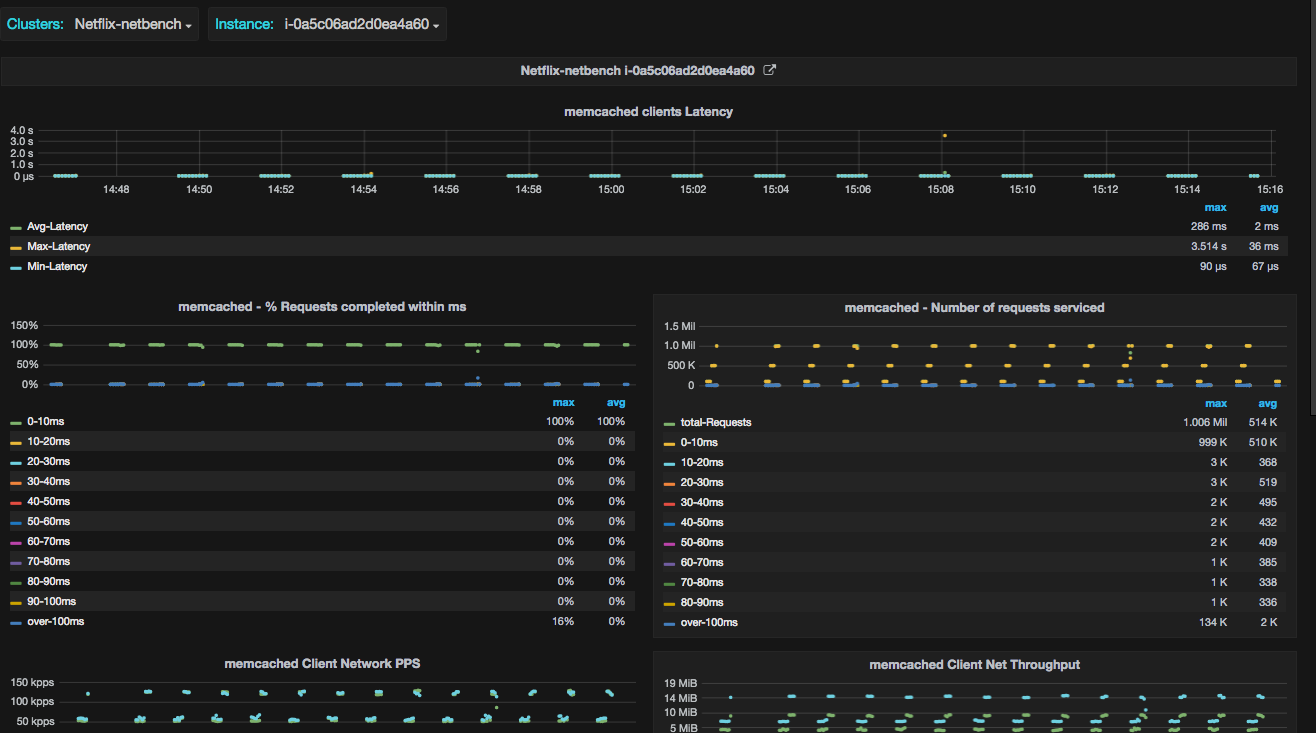 Clusters: Netflix-netbench Instance: i-0a5c06ad2d0ea4a60
Netflix-netbench i-0a5c06ad2d0ea4a60
memcached clients Latency
4.0 s
3.0 s
2.0 s
1.0 s
0 µs
14:48 14:50 14:52 14:54 14:56 14:58 15:00 15:02 15:04 15:06 15:08 15:10 15:12 15:14 15:16
max avg
Avg-Latency 286 ms 2 ms
Max-Latency 3.514 s 36 ms
Min-Latency 90 µs 67 µs
memcached - % Requests completed within ms
150%
100%
50%
0%
max avg
0-10ms 100% 100%
10-20ms 0% 0%
20-30ms 0% 0%
30-40ms 0% 0%
40-50ms 0% 0%
50-60ms 0% 0%
60-70ms 0% 0%
70-80ms 0% 0%
80-90ms 0% 0%
90-100ms 0% 0%
over-100ms 16% 0%
memcached - Number of requests serviced
1.5 Mil
1.0 Mil
500 K
0
max avg
total-Requests 1.006 Mil 514 K
0-10ms 999 K 510 K
10-20ms 3 K 368
20-30ms 3 K 519
30-40ms 2 K 495
40-50ms 2 K 432
50-60ms 2 K 409
60-70ms 1 K 385
70-80ms 1 K 338
80-90ms 1 K 336
over-100ms 134 K 2 K
memcached Client Network PPS
150 kpps
100 kpps
50 kpps
memcached Client Net Throughput
19 MiB
14 MiB
10 MiB
5 MiB